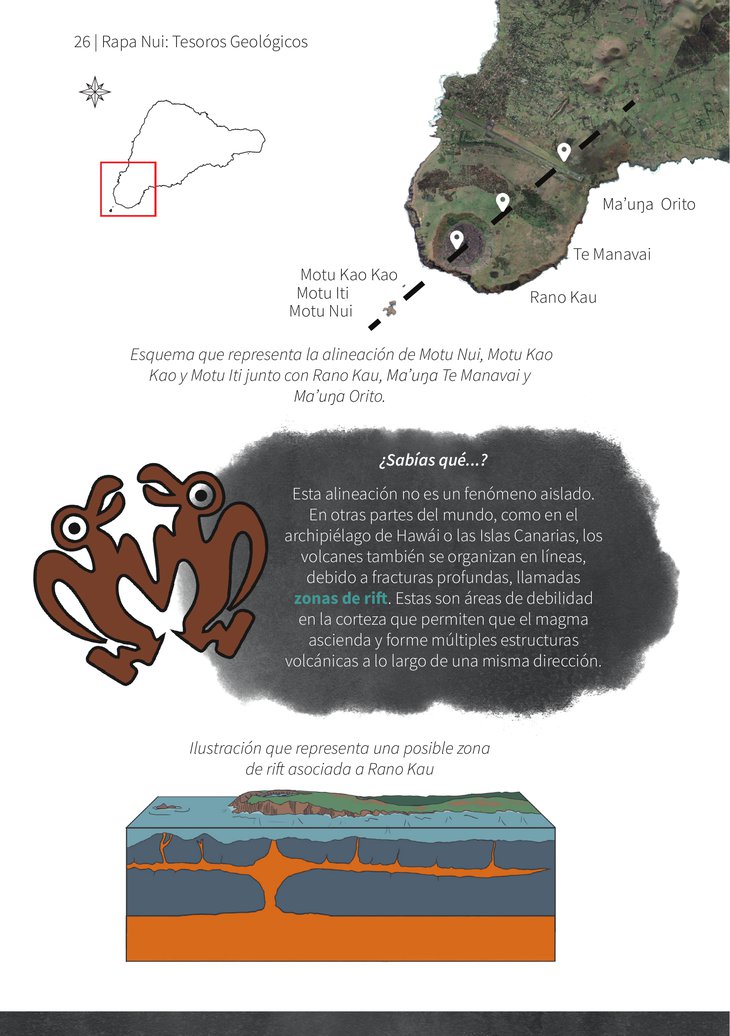 26 | Rapa Nui: Tesoros Geológicos
Ma’uŋa Orito
Te Manavai
Motu Kao Kao
Motu Iti
Motu Nui
Rano Kau
Esquema que representa la alineación de Motu Nui, Motu Kao
Kao y Motu Iti junto con Rano Kau, Ma’uŋa Te Manavai y
Ma’uŋa Orito.
¿Sabías qué...?
Esta alineación no es un fenómeno aislado.
En otras partes del mundo, como en el
archipiélago de Hawái o las Islas Canarias, los
volcanes también se organizan en líneas,
debido a fracturas profundas, llamadas
zonas de rift. Estas son áreas de debilidad
en la corteza que permiten que el magma
ascienda y forme múltiples estructuras
volcánicas a lo largo de una misma dirección.
Ilustración que representa una posible zona
de rift asociada a Rano Kau